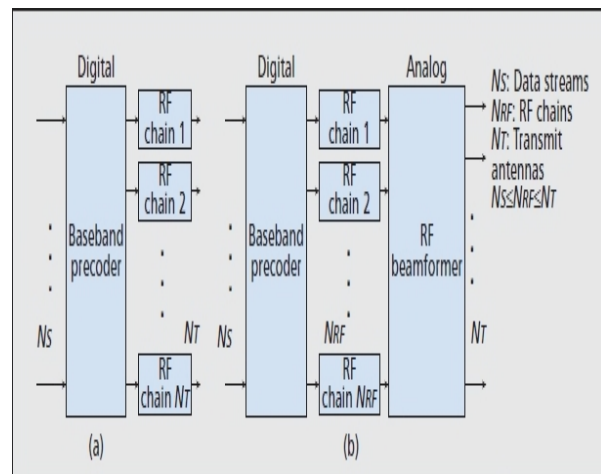 Digital
Digital
Analog
Baseband
precoder
RF
chain 1
RF
chain 2
RF
chain NT
NS
NT
(a)
Baseband
precoder
RF
chain 1
RF
chain 2
RF
chain NRF
NS
NRF
RF
beamformer
NT
(b)
NS: Data streams
NRF: RF chains
NT: Transmit
antennas
NS≤NRF≤NT